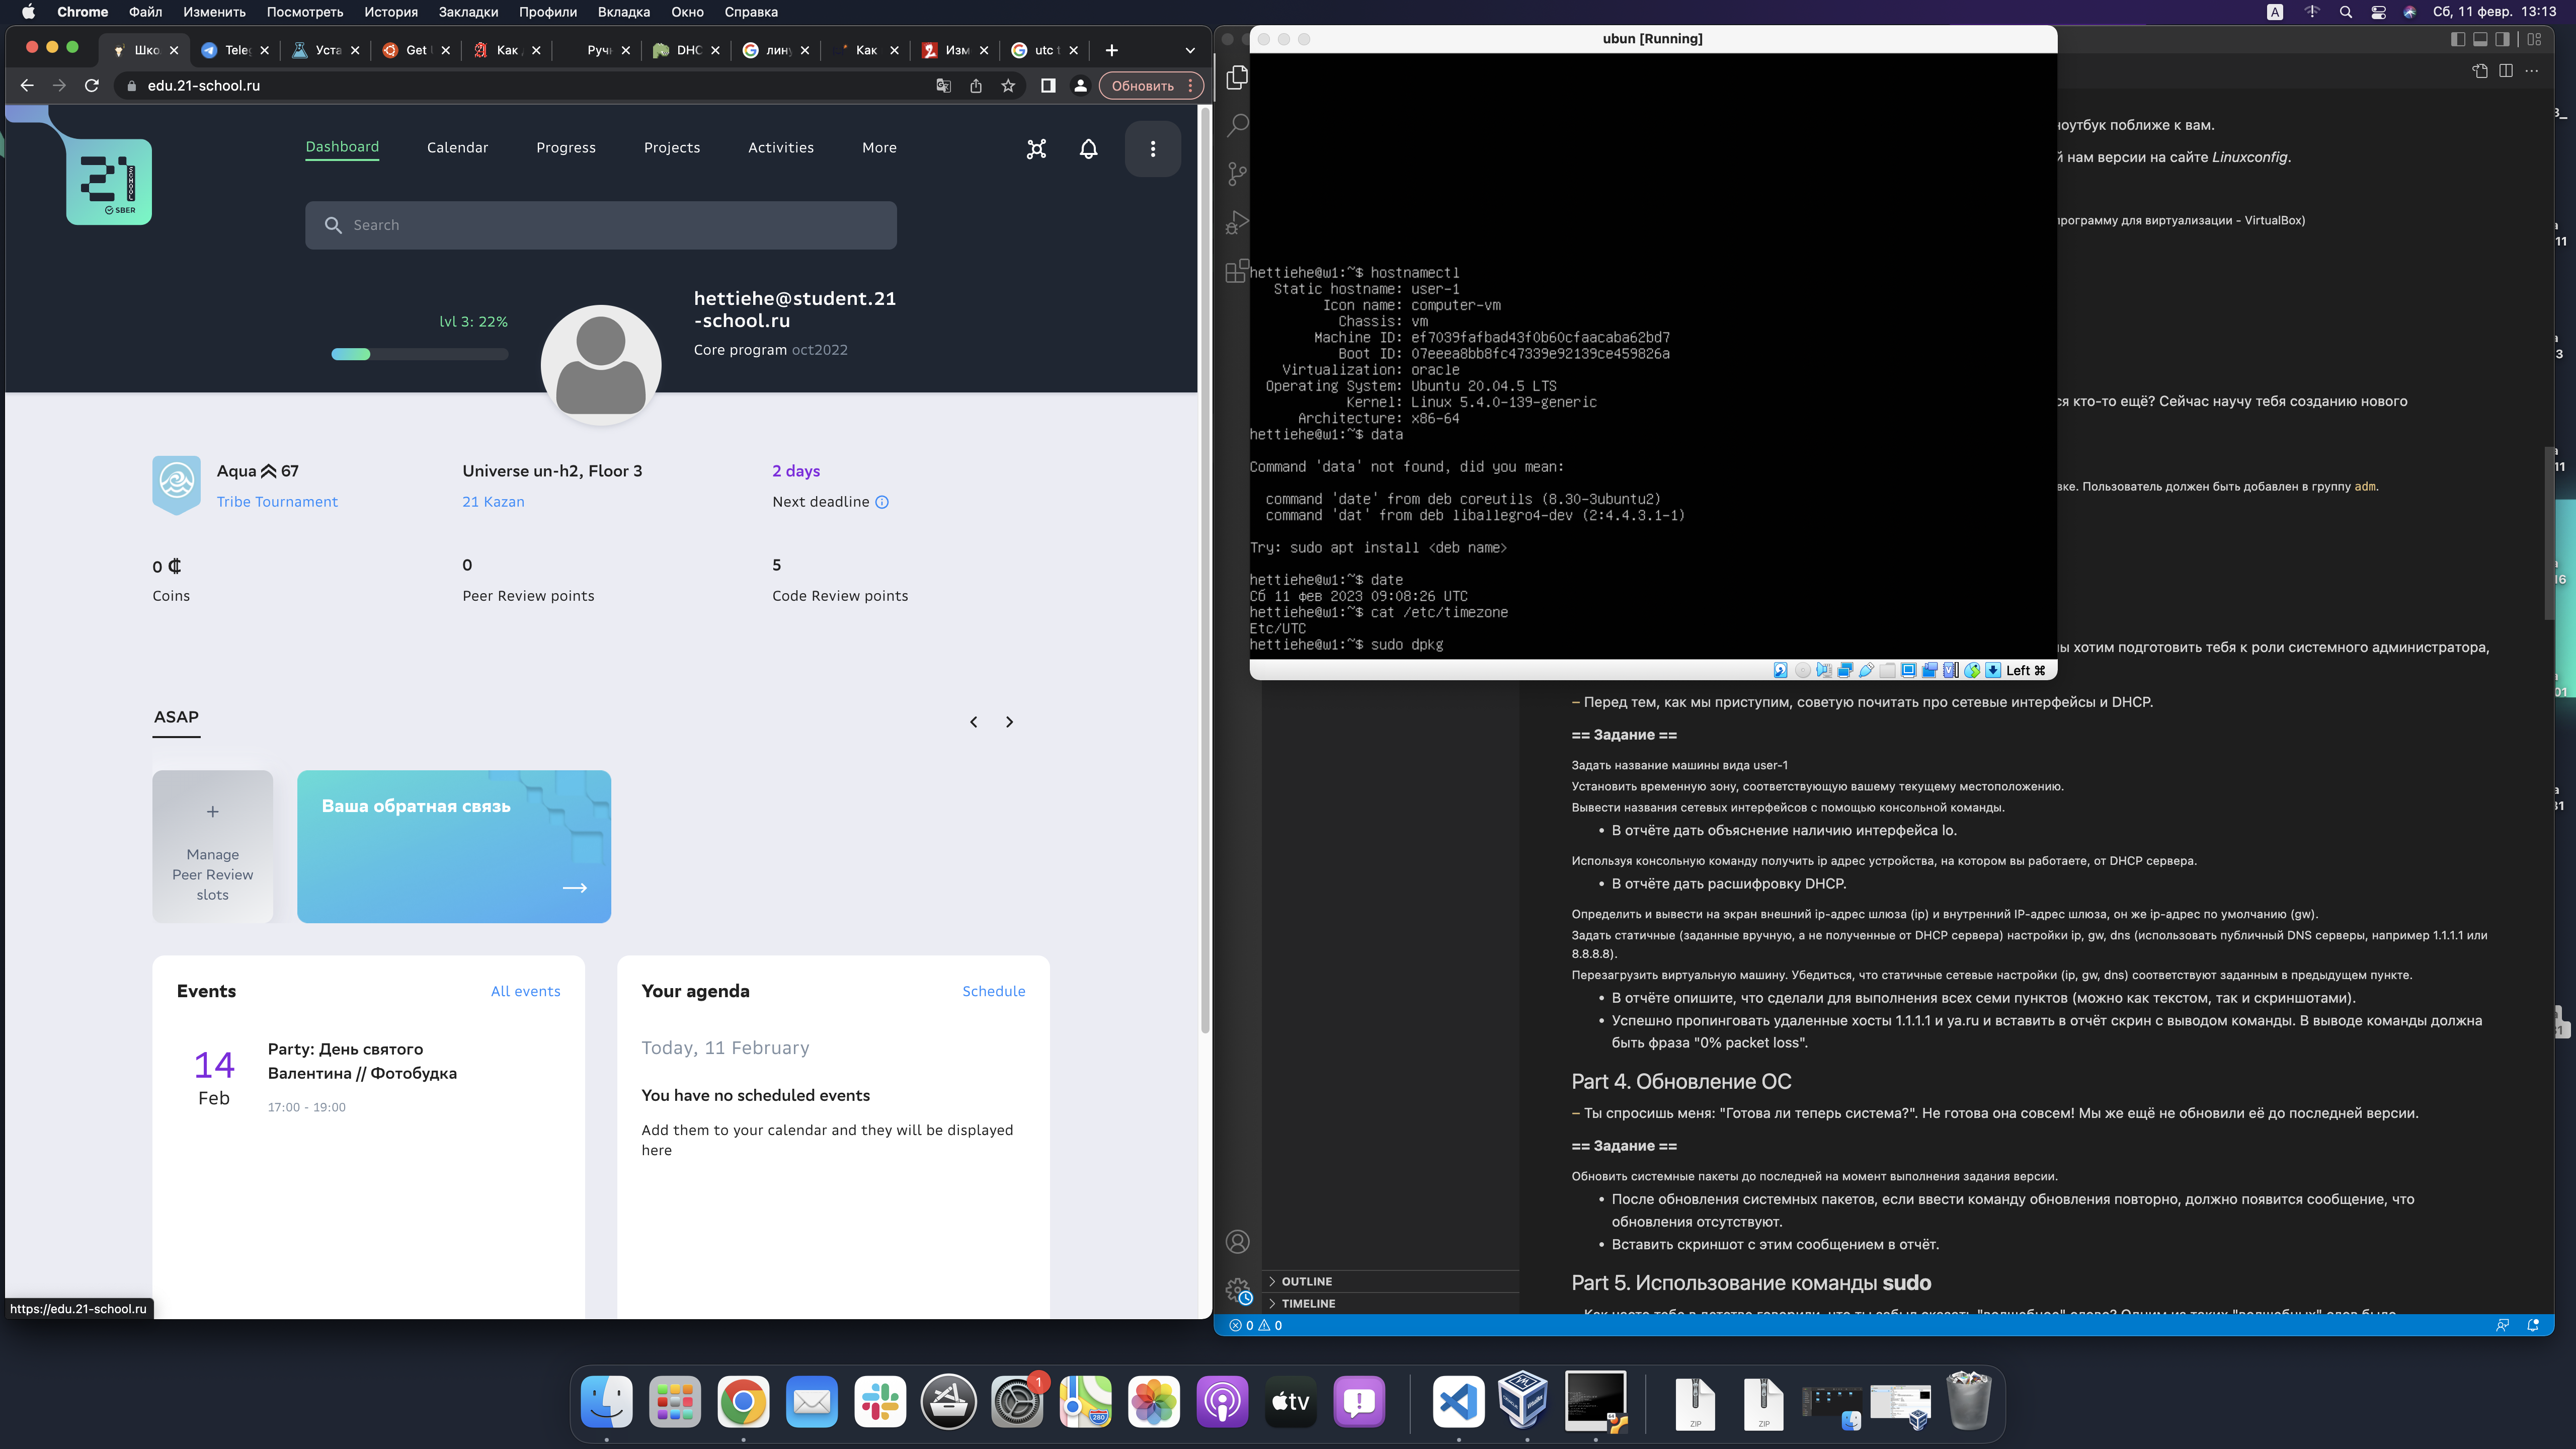 Chrome Файл Изменить Посмотреть История Закладки Профили Вкладка Окно Справка
A Сб, 11 февр. 13:13
Шко. Teleg Уста Get Как Ручн DHC лину Как Изм utc t
edu.21-school.ru
Обновить
21 SCHOOL
SBER
Dashboard Calendar Progress Projects Activities More
Search
hettiehe@student.21
-school.ru
lvl 3: 22%
Core program oct2022
Aqua 67
Tribe Tournament
Universe un-h2, Floor 3
21 Kazan
2 days
Next deadline
0
Coins
0
Peer Review points
5
Code Review points
ASAP
+
Manage
Peer Review
slots
Ваша обратная связь
Events All events
14
Feb
Party: День святого
Валентина // Фотобудка
17:00 - 19:00
Your agenda Schedule
Today, 11 February
You have no scheduled events
Add them to your calendar and they will be displayed
here
https://edu.21-school.ru
ubun [Running]
hettiehe@w1:~$ hostnamectl
Static hostname: user-1
Icon name: computer-vm
Chassis: vm
Machine ID: ef7039fafbad43f0b60cfaacaba62bd7
Boot ID: 07eeea8bb8fc47339e92139ce459826a
Virtualization: oracle
Operating System: Ubuntu 20.04.5 LTS
Kernel: Linux 5.4.0-139-generic
Architecture: x86-64
hettiehe@w1:~$ data
Command 'data' not found, did you mean:
command 'date' from deb coreutils (8.30-3ubuntu2)
command 'dat' from deb liballegro4-dev (2:4.4.3.1-1)
Try: sudo apt install <deb name>
hettiehe@w1:~$ date
Сб 11 фев 2023 09:08:26 UTC
hettiehe@w1:~$ cat /etc/timezone
Etc/UTC
hettiehe@w1:~$ sudo dpkg
Left ⌘
ноутбук поближе к вам.
й нам версии на сайте Linuxconfig.
программу для виртуализации - VirtualBox)
ся кто-то ещё? Сейчас научу тебя созданию нового
вке. Пользователь должен быть добавлен в группу adm.
ы хотим подготовить тебя к роли системного администратора,
– Перед тем, как мы приступим, советую почитать про сетевые интерфейсы и DHCP.
== Задание ==
Задать название машины вида user-1
Установить временную зону, соответствующую вашему текущему местоположению.
Вывести названия сетевых интерфейсов с помощью консольной команды.
• В отчёте дать объяснение наличию интерфейса lo.
Используя консольную команду получить ip адрес устройства, на котором вы работаете, от DHCP сервера.
• В отчёте дать расшифровку DHCP.
Определить и вывести на экран внешний ip-адрес шлюза (ip) и внутренний IP-адрес шлюза, он же ip-адрес по умолчанию (gw).
Задать статичные (заданные вручную, а не полученные от DHCP сервера) настройки ip, gw, dns (использовать публичный DNS серверы, например 1.1.1.1 или
8.8.8.8).
Перезагрузить виртуальную машину. Убедиться, что статичные сетевые настройки (ip, gw, dns) соответствуют заданным в предыдущем пункте.
• В отчёте опишите, что сделали для выполнения всех семи пунктов (можно как текстом, так и скриншотами).
• Успешно пропинговать удаленные хосты 1.1.1.1 и ya.ru и вставить в отчёт скрин с выводом команды. В выводе команды должна
быть фраза "0% packet loss".
Part 4. Обновление ОС
– Ты спросишь меня: "Готова ли теперь система?". Не готова она совсем! Мы же ещё не обновили её до последней версии.
== Задание ==
Обновить системные пакеты до последней на момент выполнения задания версии.
• После обновления системных пакетов, если ввести команду обновления повторно, должно появится сообщение, что
обновления отсутствуют.
• Вставить скриншот с этим сообщением в отчёт.
Part 5. Использование команды sudo
OUTLINE
TIMELINE
0 0
1
280
tv
ZIP
ZIP